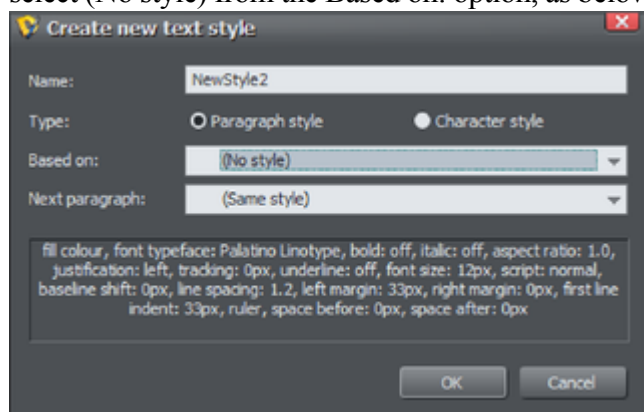 select (No style) from the Based on: option, as below
Create new text style
Name: NewStyle2
Type: Paragraph style Character style
Based on: (No style)
Next paragraph: (Same style)
fill colour, font typeface: Palatino Linotype, bold: off, italic: off, aspect ratio: 1.0,
justification: left, tracking: 0px, underline: off, font size: 12px, script: normal,
baseline shift: 0px, line spacing: 1.2, left margin: 33px, right margin: 0px, first line
indent: 33px, ruler, space before: 0px, space after: 0px
OK Cancel